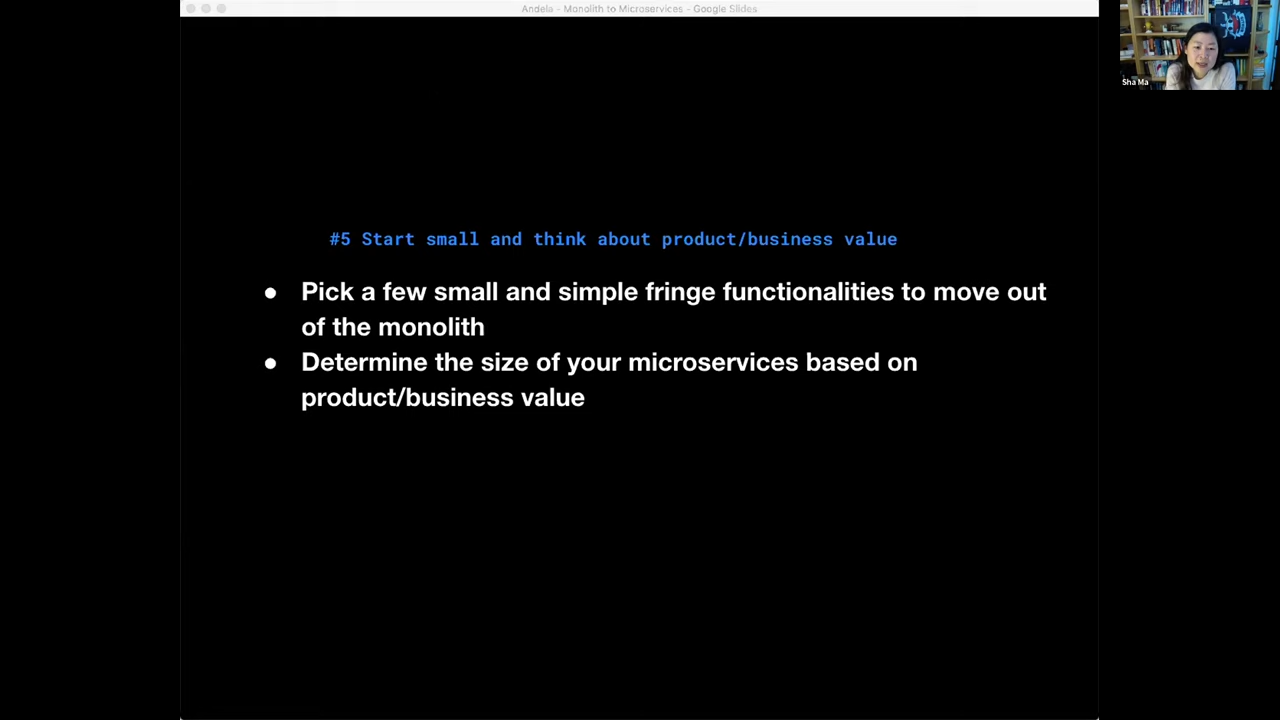 Andela - Monolith to Microservices - Google Slides
Sha Ma
#5 Start small and think about product/business value
● Pick a few small and simple fringe functionalities to move out
of the monolith
● Determine the size of your microservices based on
product/business value